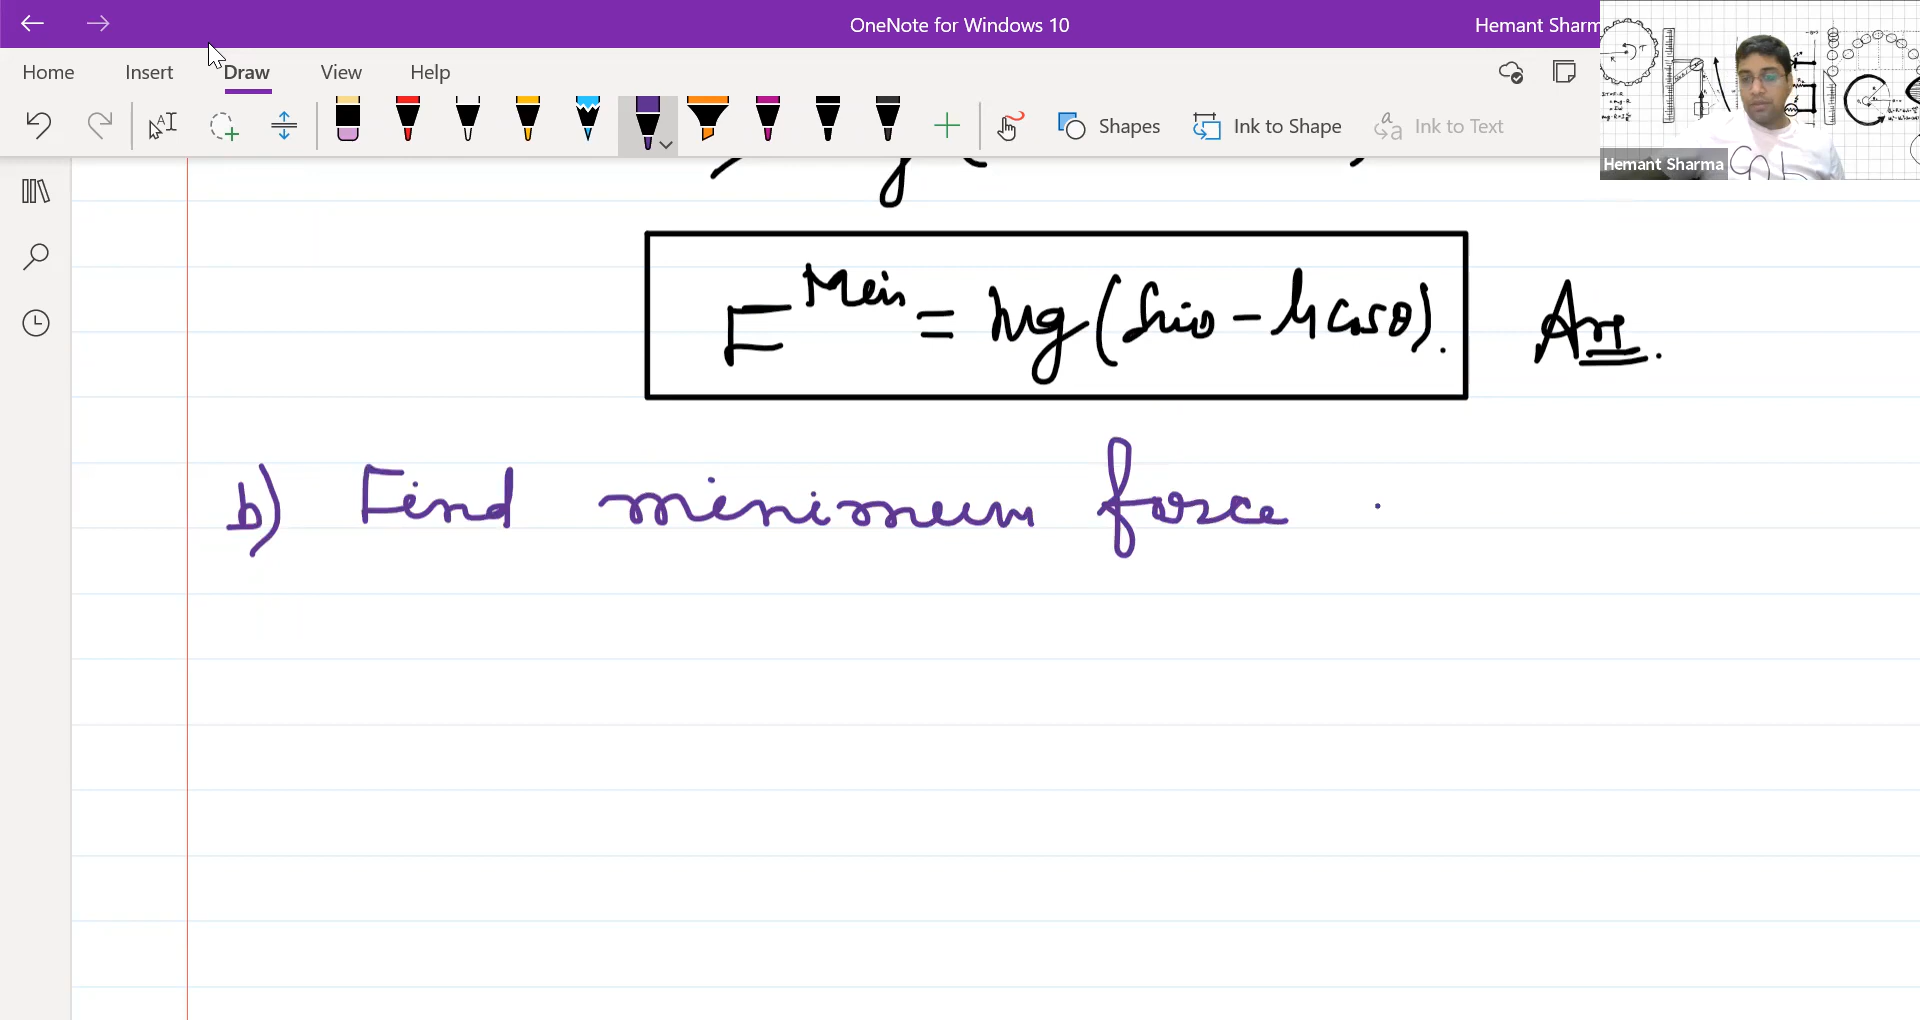 OneNote for Windows 10
Hemant Sharm
Home Insert Draw View Help
Shapes Ink to Shape Ink to Text
Hemant Sharma
F^Min = mg(sinθ - μcosθ). Ans.
b) Find minimum force .